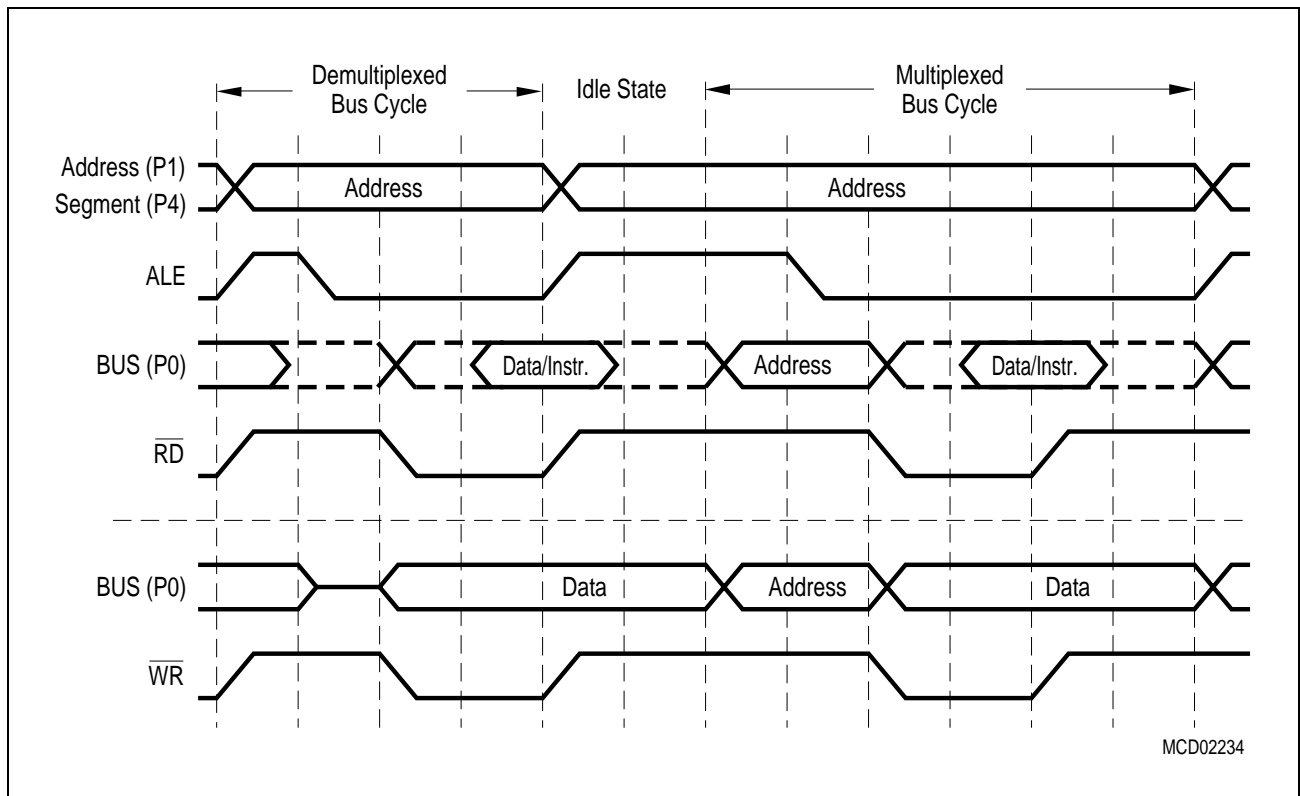 Demultiplexed
Bus Cycle
Idle State
Multiplexed
Bus Cycle
Address (P1)
Segment (P4)
Address
Address
ALE
BUS (P0)
Data/Instr.
Address
Data/Instr.
RD
BUS (P0)
Data
Address
Data
WR
MCD02234